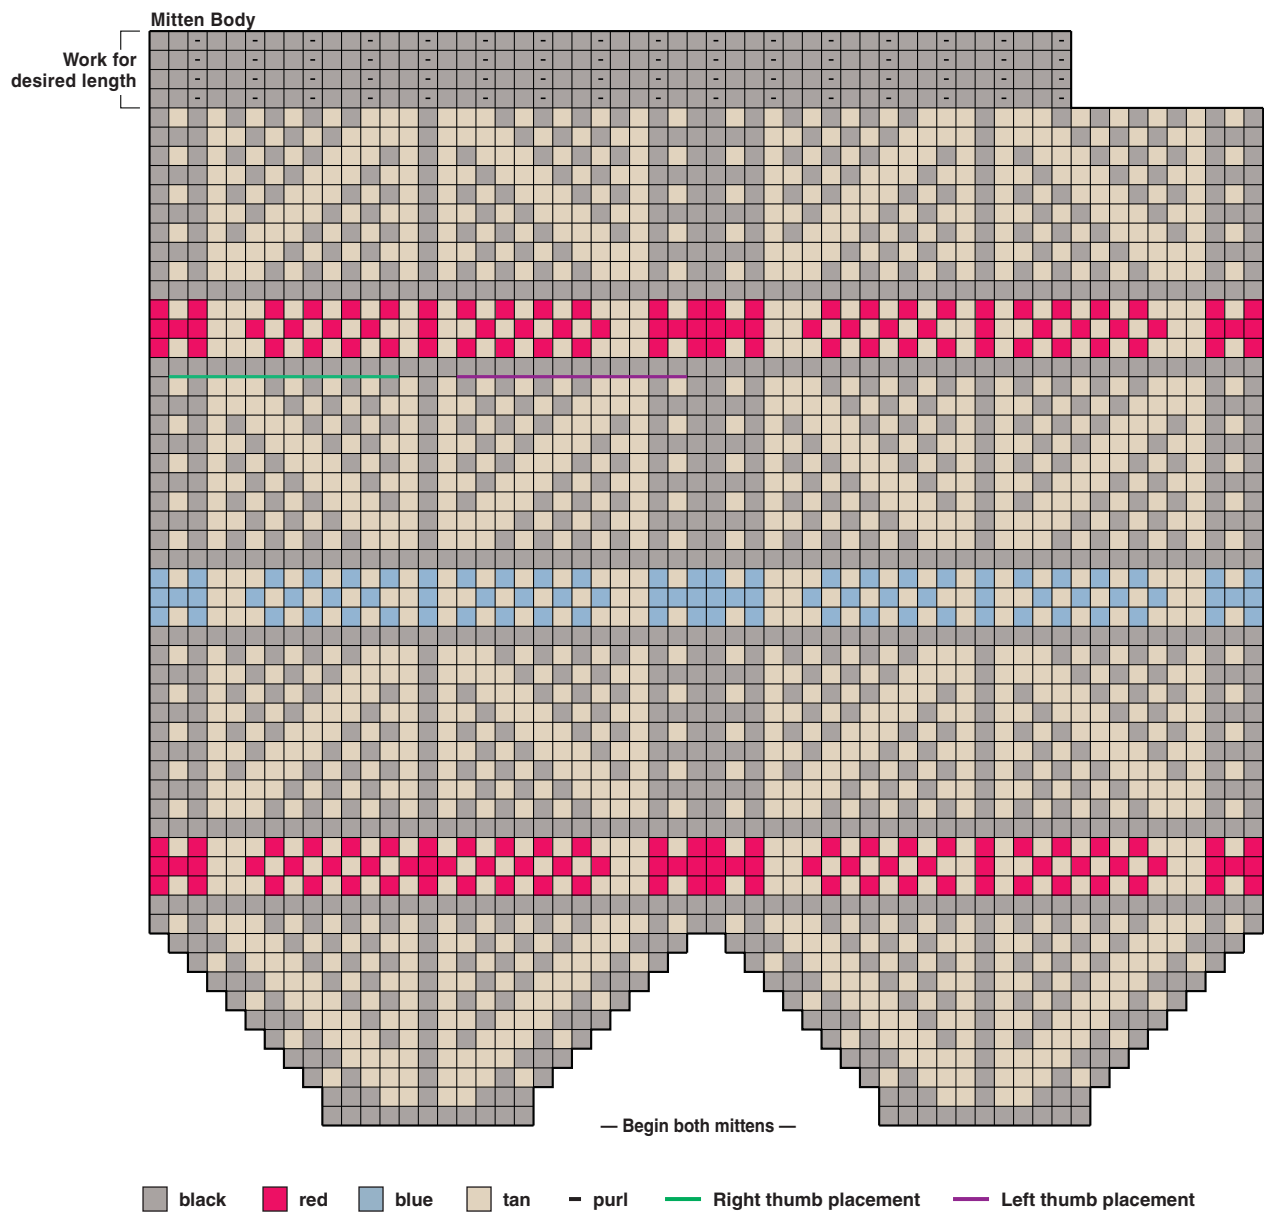 Mitten Body
Work for
desired length
— Begin both mittens —
black
red
blue
tan
- purl
Right thumb placement
Left thumb placement